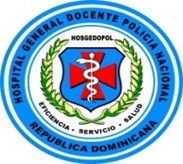 HOSPITAL GENERAL DOCENTE POLICIA NACIONAL
HOSGEDOPOL
EFICIENCIA - SERVICIO - SALUD
REPUBLICA DOMINICANA